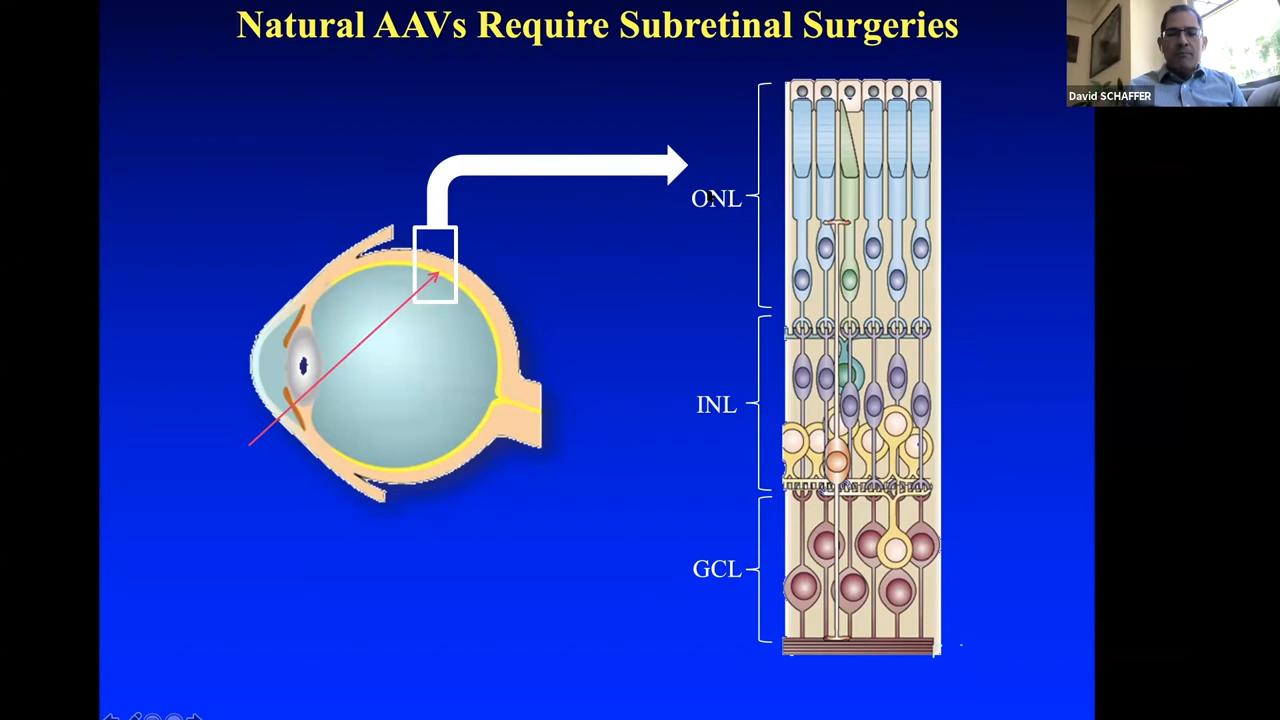 Natural AAVs Require Subretinal Surgeries
David SCHAFFER
ONL
INL
GCL